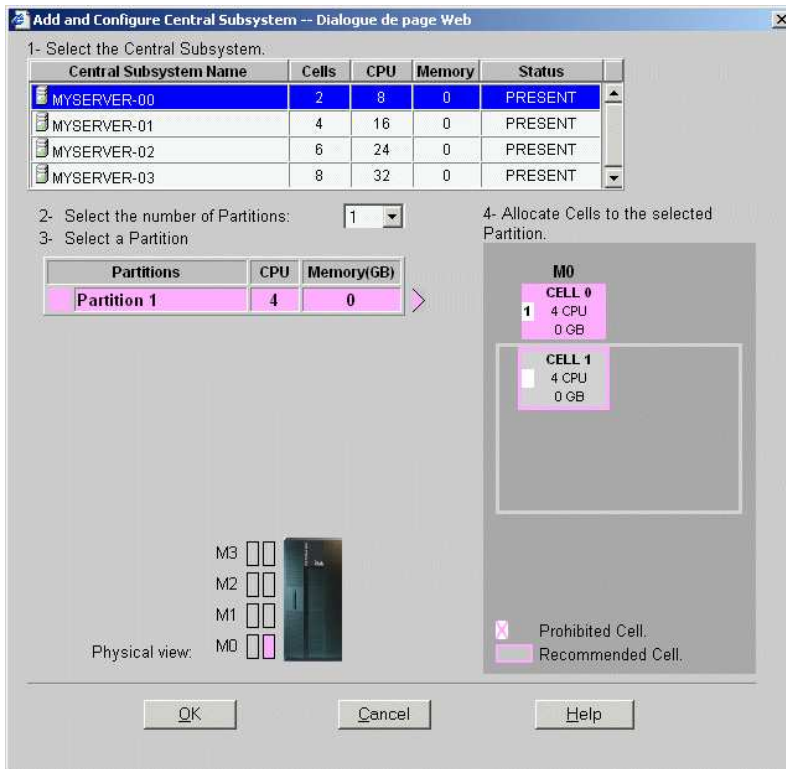 Add and Configure Central Subsystem -- Dialogue de page Web
1- Select the Central Subsystem.
Central Subsystem Name Cells CPU Memory Status
MYSERVER-00 2 8 0 PRESENT
MYSERVER-01 4 16 0 PRESENT
MYSERVER-02 6 24 0 PRESENT
MYSERVER-03 8 32 0 PRESENT
2- Select the number of Partitions: 1
3- Select a Partition
Partitions CPU Memory(GB)
Partition 1 4 0
4- Allocate Cells to the selected
Partition.
M0
CELL 0
1 4 CPU
0 GB
CELL 1
4 CPU
0 GB
M3
M2
M1
Physical view: M0
X Prohibited Cell.
Recommended Cell.
OK Cancel Help